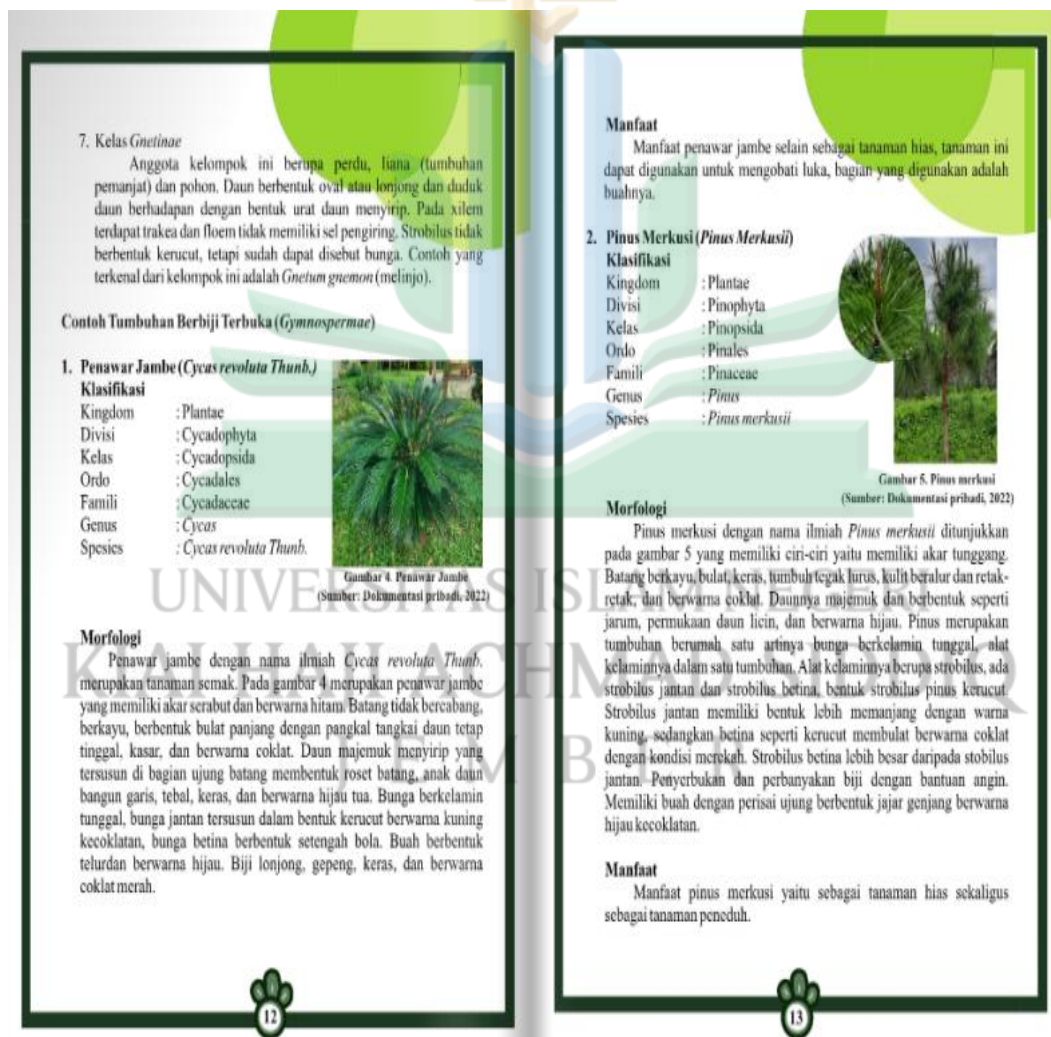 7. Kelas Gnetinae
Anggota kelompok ini berupa perdu, liana (tumbuhan
pemanjat) dan pohon. Daun berbentuk oval atau lonjong dan duduk
daun berhadapan dengan bentuk urat daun menyirip. Pada xilem
terdapat trakea dan floem tidak memiliki sel pengiring. Strobilus tidak
berbentuk kerucut, tetapi sudah dapat disebut bunga. Contoh yang
terkenal dari kelompok ini adalah Gnetum gnemon (melinjo).
Contoh Tumbuhan Berbiji Terbuka (Gymnospermae)
1. Penawar Jambe (Cycas revoluta Thunb.)
Klasifikasi
Kingdom : Plantae
Divisi : Cycadophyta
Kelas : Cycadopsida
Ordo : Cycadales
Famili : Cycadaceae
Genus : Cycas
Spesies : Cycas revoluta Thunb.
Gambar 4. Penawar Jambe
(Sumber: Dokumentasi pribadi, 2022)
Morfologi
Penawar jambe dengan nama ilmiah Cycas revoluta Thunb.
merupakan tanaman semak. Pada gambar 4 merupakan penawar jambe
yang memiliki akar serabut dan berwarna hitam. Batang tidak bercabang,
berkayu, berbentuk bulat panjang dengan pangkal tangkai daun tetap
tinggal, kasar, dan berwarna coklat. Daun majemuk menyirip yang
tersusun di bagian ujung batang membentuk roset batang, anak daun
bangun garis, tebal, keras, dan berwarna hijau tua. Bunga berkelamin
tunggal, bunga jantan tersusun dalam bentuk kerucut berwarna kuning
kecoklatan, bunga betina berbentuk setengah bola. Buah berbentuk
telurdan berwarna hijau. Biji lonjong, gepeng, keras, dan berwarna
coklat merah.
12
Manfaat
Manfaat penawar jambe selain sebagai tanaman hias, tanaman ini
dapat digunakan untuk mengobati luka, bagian yang digunakan adalah
buahnya.
2. Pinus Merkusi (Pinus Merkusii)
Klasifikasi
Kingdom : Plantae
Divisi : Pinophyta
Kelas : Pinopsida
Ordo : Pinales
Famili : Pinaceae
Genus : Pinus
Spesies : Pinus merkusii
Gambar 5. Pinus merkusi
(Sumber: Dokumentasi pribadi, 2022)
Morfologi
Pinus merkusi dengan nama ilmiah Pinus merkusii ditunjukkan
pada gambar 5 yang memiliki ciri-ciri yaitu memiliki akar tunggang.
Batang berkayu, bulat, keras, tumbuh tegak lurus, kulit beralur dan retak-
retak, dan berwarna coklat. Daunnya majemuk dan berbentuk seperti
jarum, permukaan daun licin, dan berwarna hijau. Pinus merupakan
tumbuhan berumah satu artinya bunga berkelamin tunggal, alat
kelaminnya dalam satu tumbuhan. Alat kelaminnya berupa strobilus, ada
strobilus jantan dan strobilus betina, bentuk strobilus pinus kerucut.
Strobilus jantan memiliki bentuk lebih memanjang dengan warna
kuning, sedangkan betina seperti kerucut membulat berwarna coklat
dengan kondisi merekah. Strobilus betina lebih besar daripada stobilus
jantan. Penyerbukan dan perbanyakan biji dengan bantuan angin.
Memiliki buah dengan perisai ujung berbentuk jajar genjang berwarna
hijau kecoklatan.
Manfaat
Manfaat pinus merkusi yaitu sebagai tanaman hias sekaligus
sebagai tanaman peneduh.
13
UNIVERSITAS ISLAM NEGERI
KIAI HAJI ACHMAD SIDDIQ
JEMBER